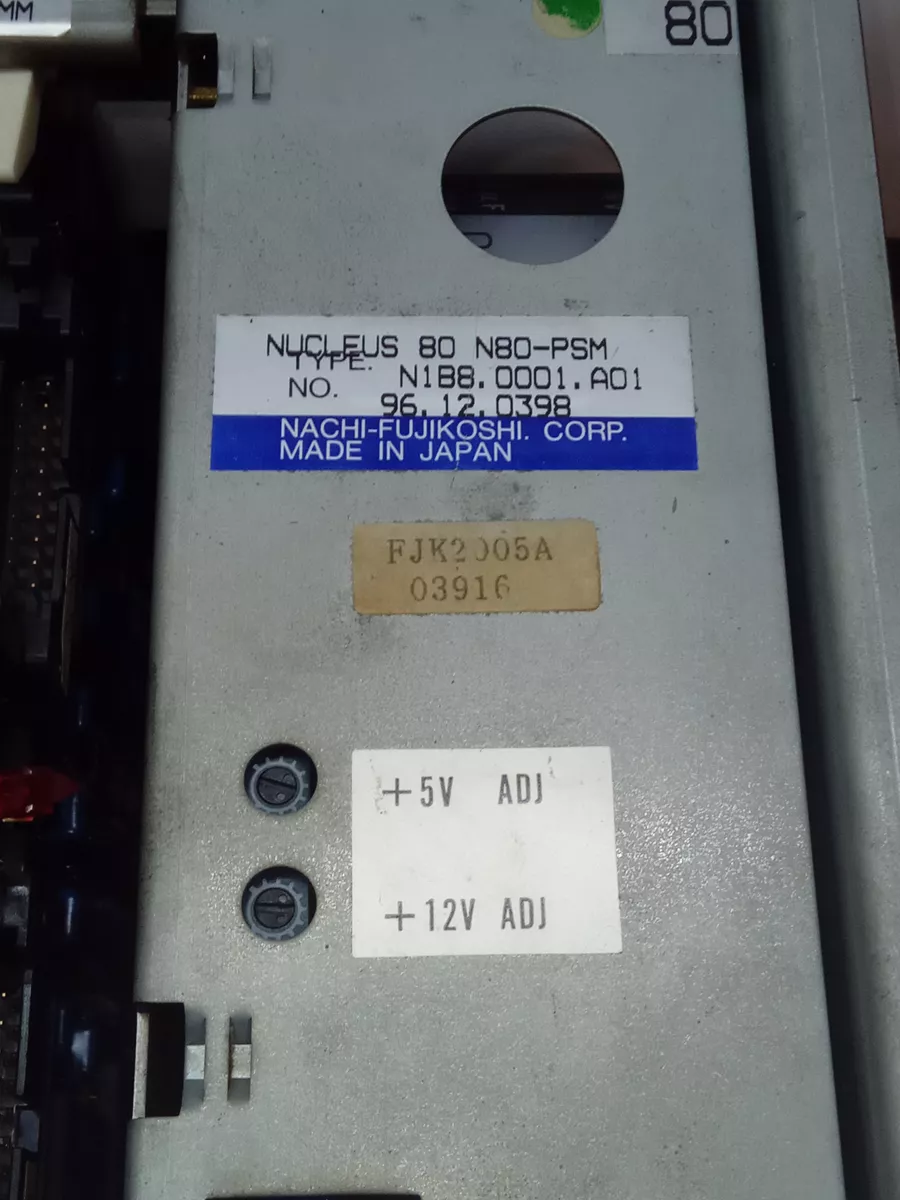 MM
80
NUCLEUS 80 N80-PSM
TYPE. N1B8.0001.A01
NO. 96.12.0398
NACHI-FUJIKOSHI. CORP.
MADE IN JAPAN
FJK2005A
03916
+5V ADJ
+12V ADJ